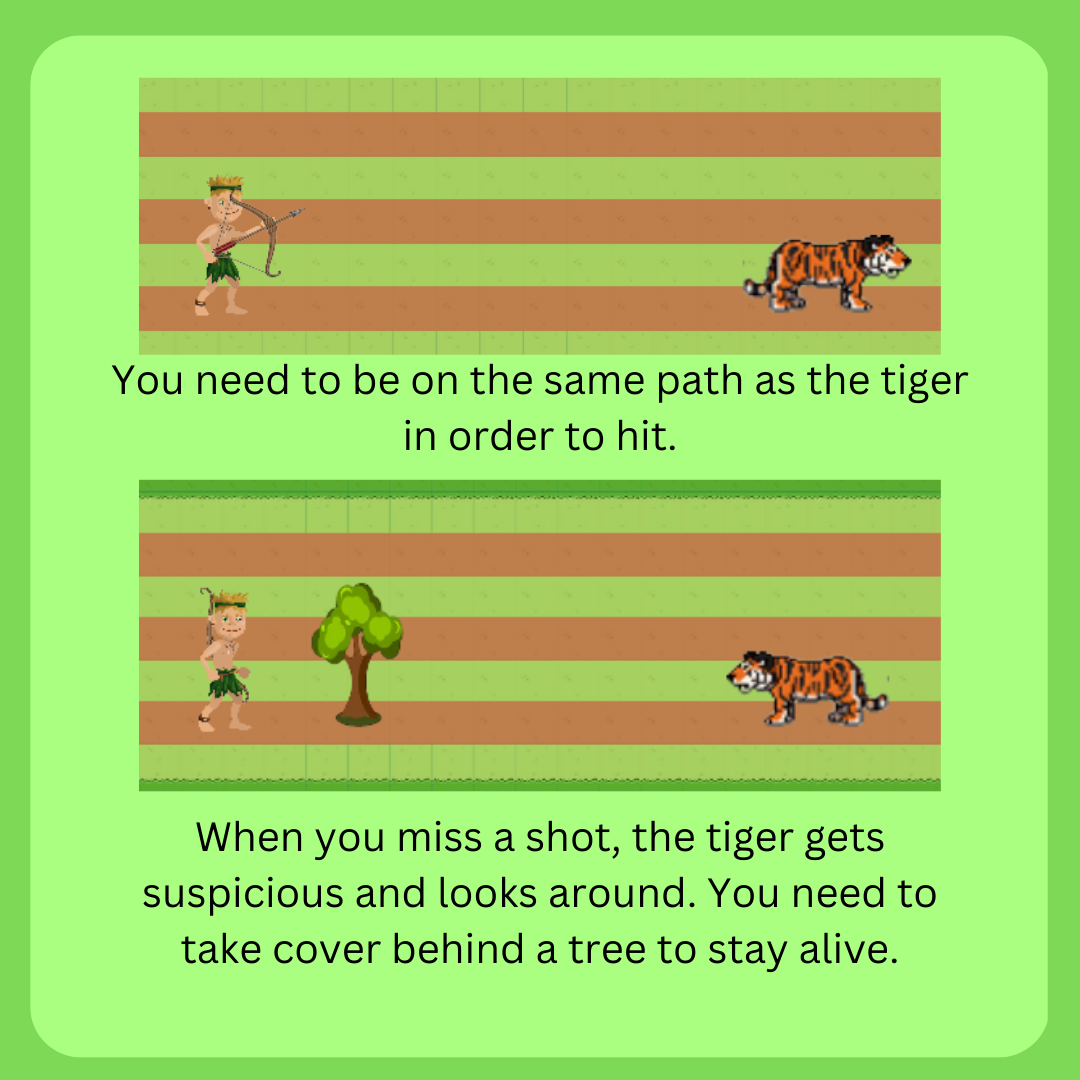 You need to be on the same path as the tiger
in order to hit.
When you miss a shot, the tiger gets
suspicious and looks around. You need to
take cover behind a tree to stay alive.